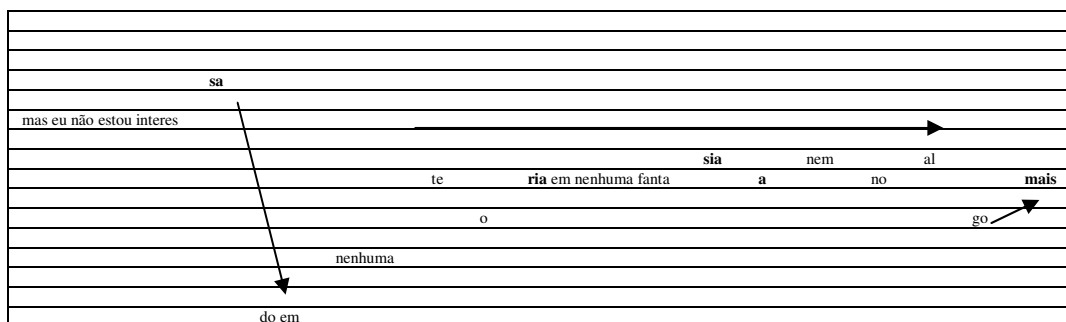 sa
mas eu não estou interes
sia nem al
te ria em nenhuma fanta a no mais
o go
nenhuma
do em